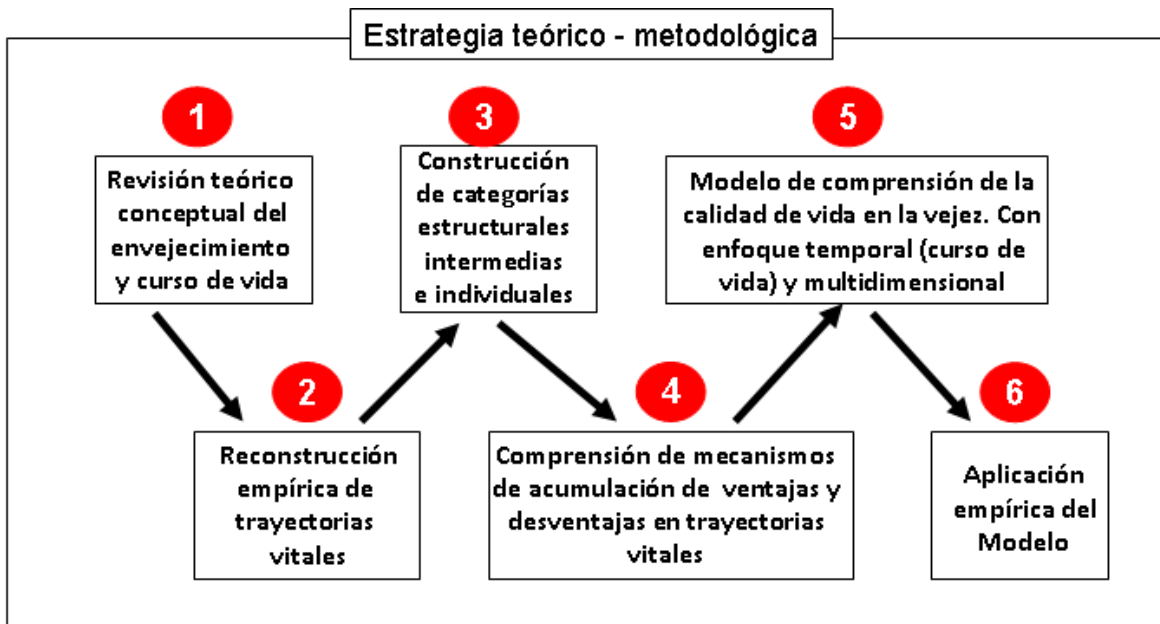 Estrategia teórico - metodológica
1
Revisión teórico
conceptual del
envejecimiento
y curso de vida
2
Reconstrucción
empírica de
trayectorias
vitales
3
Construcción
de categorías
estructurales
intermedias
e individuales
4
Comprensión de mecanismos
de acumulación de ventajas y
desventajas en trayectorias
vitales
5
Modelo de comprensión de la
calidad de vida en la vejez. Con
enfoque temporal (curso de
vida) y multidimensional
6
Aplicación
empírica del
Modelo